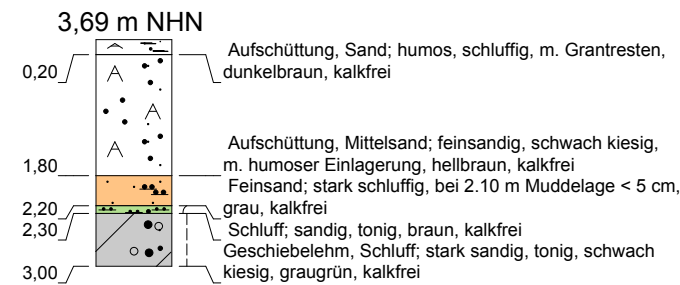 3,69 m NHN
Aufschüttung, Sand; humos, schluffig, m. Grantresten,
0,20
dunkelbraun, kalkfrei
Aufschüttung, Mittelsand; feinsandig, schwach kiesig,
1,80
m. humoser Einlagerung, hellbraun, kalkfrei
Feinsand; stark schluffig, bei 2.10 m Muddelage < 5 cm,
2,20
grau, kalkfrei
2,30
Schluff; sandig, tonig, braun, kalkfrei
Geschiebelehm, Schluff; stark sandig, tonig, schwach
3,00
kiesig, graugrün, kalkfrei